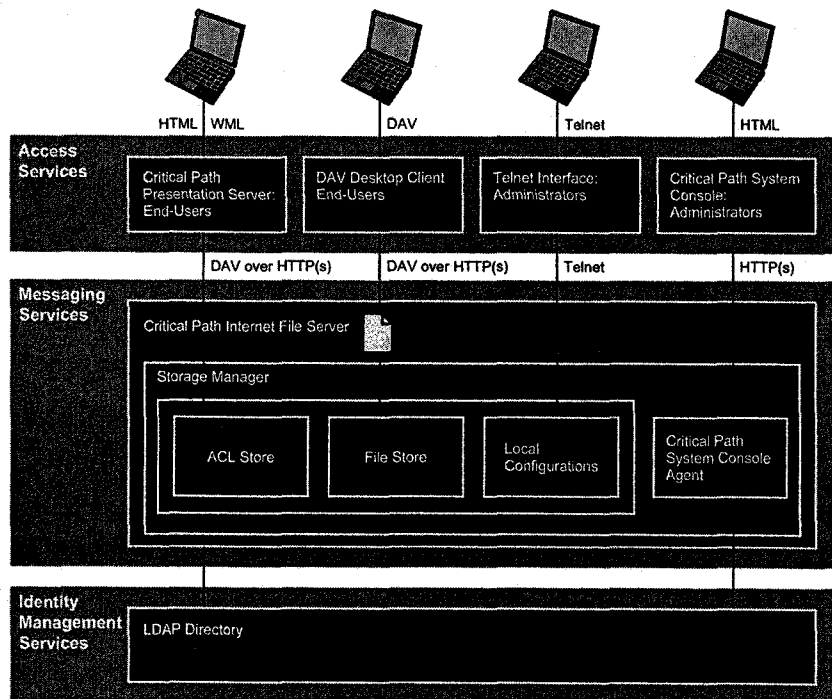 HTML WML
DAV
Telnet
HTML
Access
Services
Critical Path
Presentation Server:
End-Users
DAV Desktop Client
End-Users
Telnet Interface:
Administrators
Critical Path System
Console:
Administrators
DAV over HTTP(s)
DAV over HTTP(s)
Telnet
HTTP(s)
Messaging
Services
Critical Path Internet File Server
Storage Manager
ACL Store
File Store
Local
Configurations
Critical Path
System Console
Agent
Identity
Management
Services
LDAP Directory